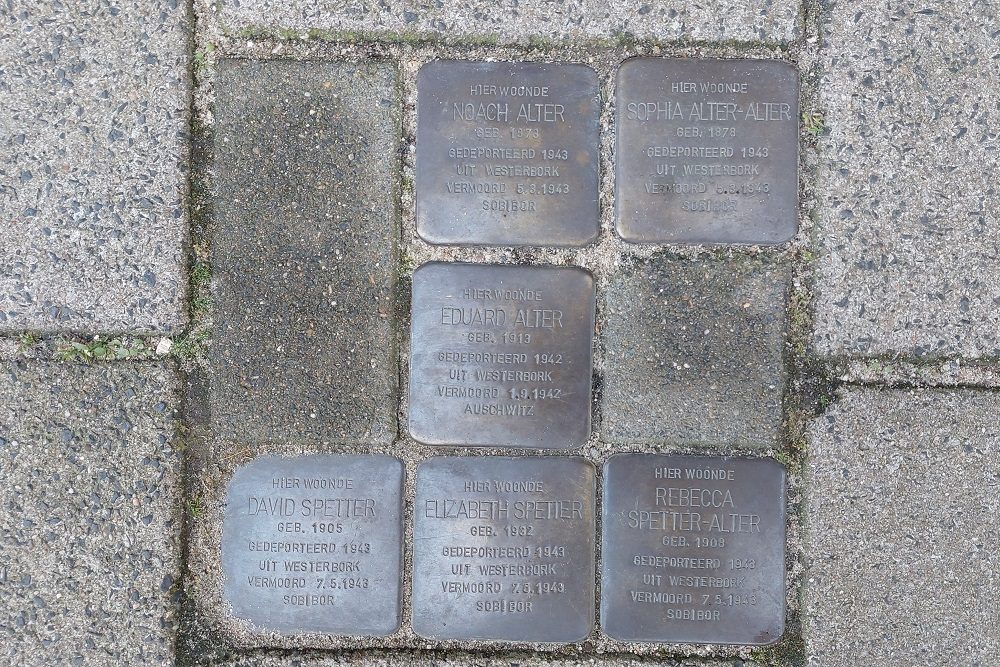 HIER WOONDE
NOACH ALTER
GEB. 1878
GEDEPORTEERD 1943
UIT WESTERBORK
VERMOORD 5.3.1943
SOBIBOR
HIER WOONDE
SOPHIA ALTER-ALTER
GEB. 1878
GEDEPORTEERD 1943
UIT WESTERBORK
VERMOORD 5.3.1943
SOBIBOR
HIER WOONDE
EDUARD ALTER
GEB. 1913
GEDEPORTEERD 1942
UIT WESTERBORK
VERMOORD 1.9.1942
AUSCHWITZ
HIER WOONDE
DAVID SPETTER
GEB. 1905
GEDEPORTEERD 1943
UIT WESTERBORK
VERMOORD 7.5.1943
SOBIBOR
HIER WOONDE
ELIZABETH SPETTER
GEB. 1932
GEDEPORTEERD 1943
UIT WESTERBORK
VERMOORD 7.5.1943
SOBIBOR
HIER WOONDE
REBECCA
SPETTER-ALTER
GEB. 1908
GEDEPORTEERD 1943
UIT WESTERBORK
VERMOORD 7.5.1943
SOBIBOR